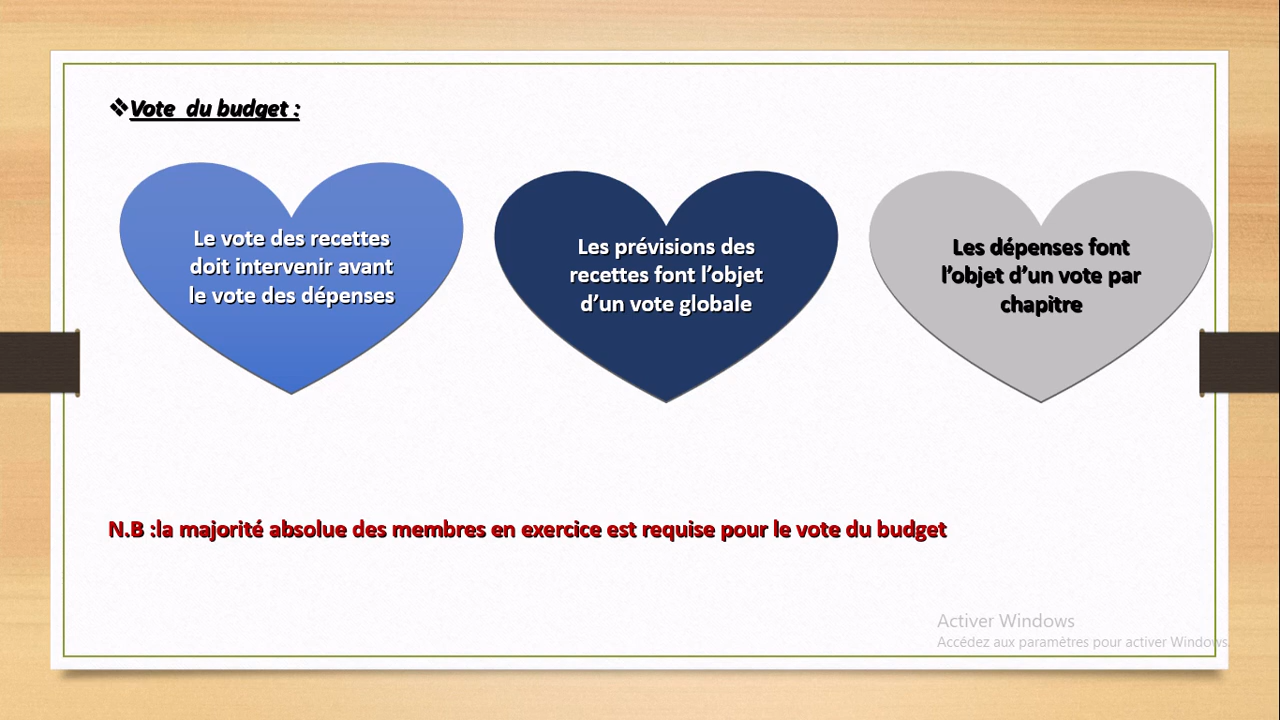 ❖Vote du budget :
Le vote des recettes
doit intervenir avant
le vote des dépenses
Les prévisions des
recettes font l’objet
d’un vote globale
Les dépenses font
l’objet d’un vote par
chapitre
N.B :la majorité absolue des membres en exercice est requise pour le vote du budget
Activer Windows
Accédez aux paramètres pour activer Windows.